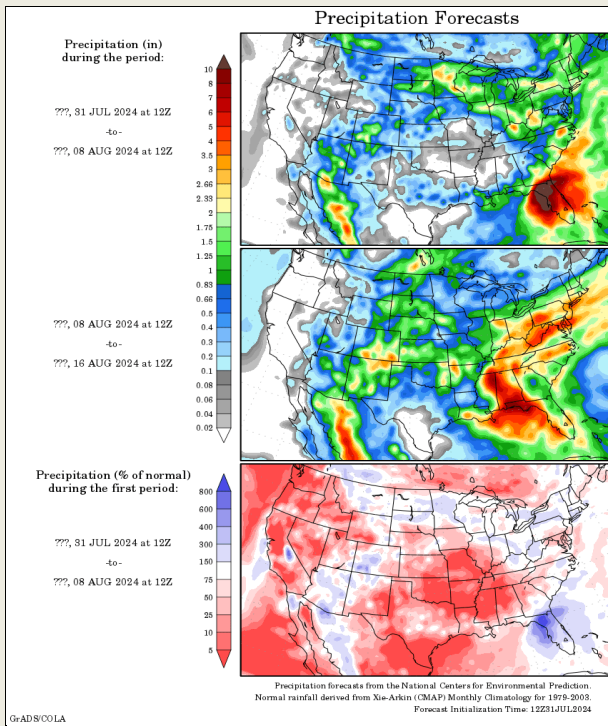 Precipitation Forecasts
Precipitation (in)
during the period:
???, 31 JUL 2024 at 12Z
-to-
???, 08 AUG 2024 at 12Z
10
8
7
6
5
4
3.5
3
2.66
2.33
2
1.75
1.5
1.25
1
0.83
0.66
0.5
0.4
0.3
0.2
0.1
0.08
0.06
0.04
0.02
???, 08 AUG 2024 at 12Z
-to-
???, 16 AUG 2024 at 12Z
Precipitation (% of normal)
during the first period:
???, 31 JUL 2024 at 12Z
-to-
???, 08 AUG 2024 at 12Z
800
600
400
300
150
75
50
25
10
5
Precipitation forecasts from the National Centers for Environmental Prediction.
Normal rainfall derived from Xie-Arkin (CMAP) Monthly Climatology for 1979-2003.
Forecast Initialization Time: 12Z31JUL2024
GrADS/COLA